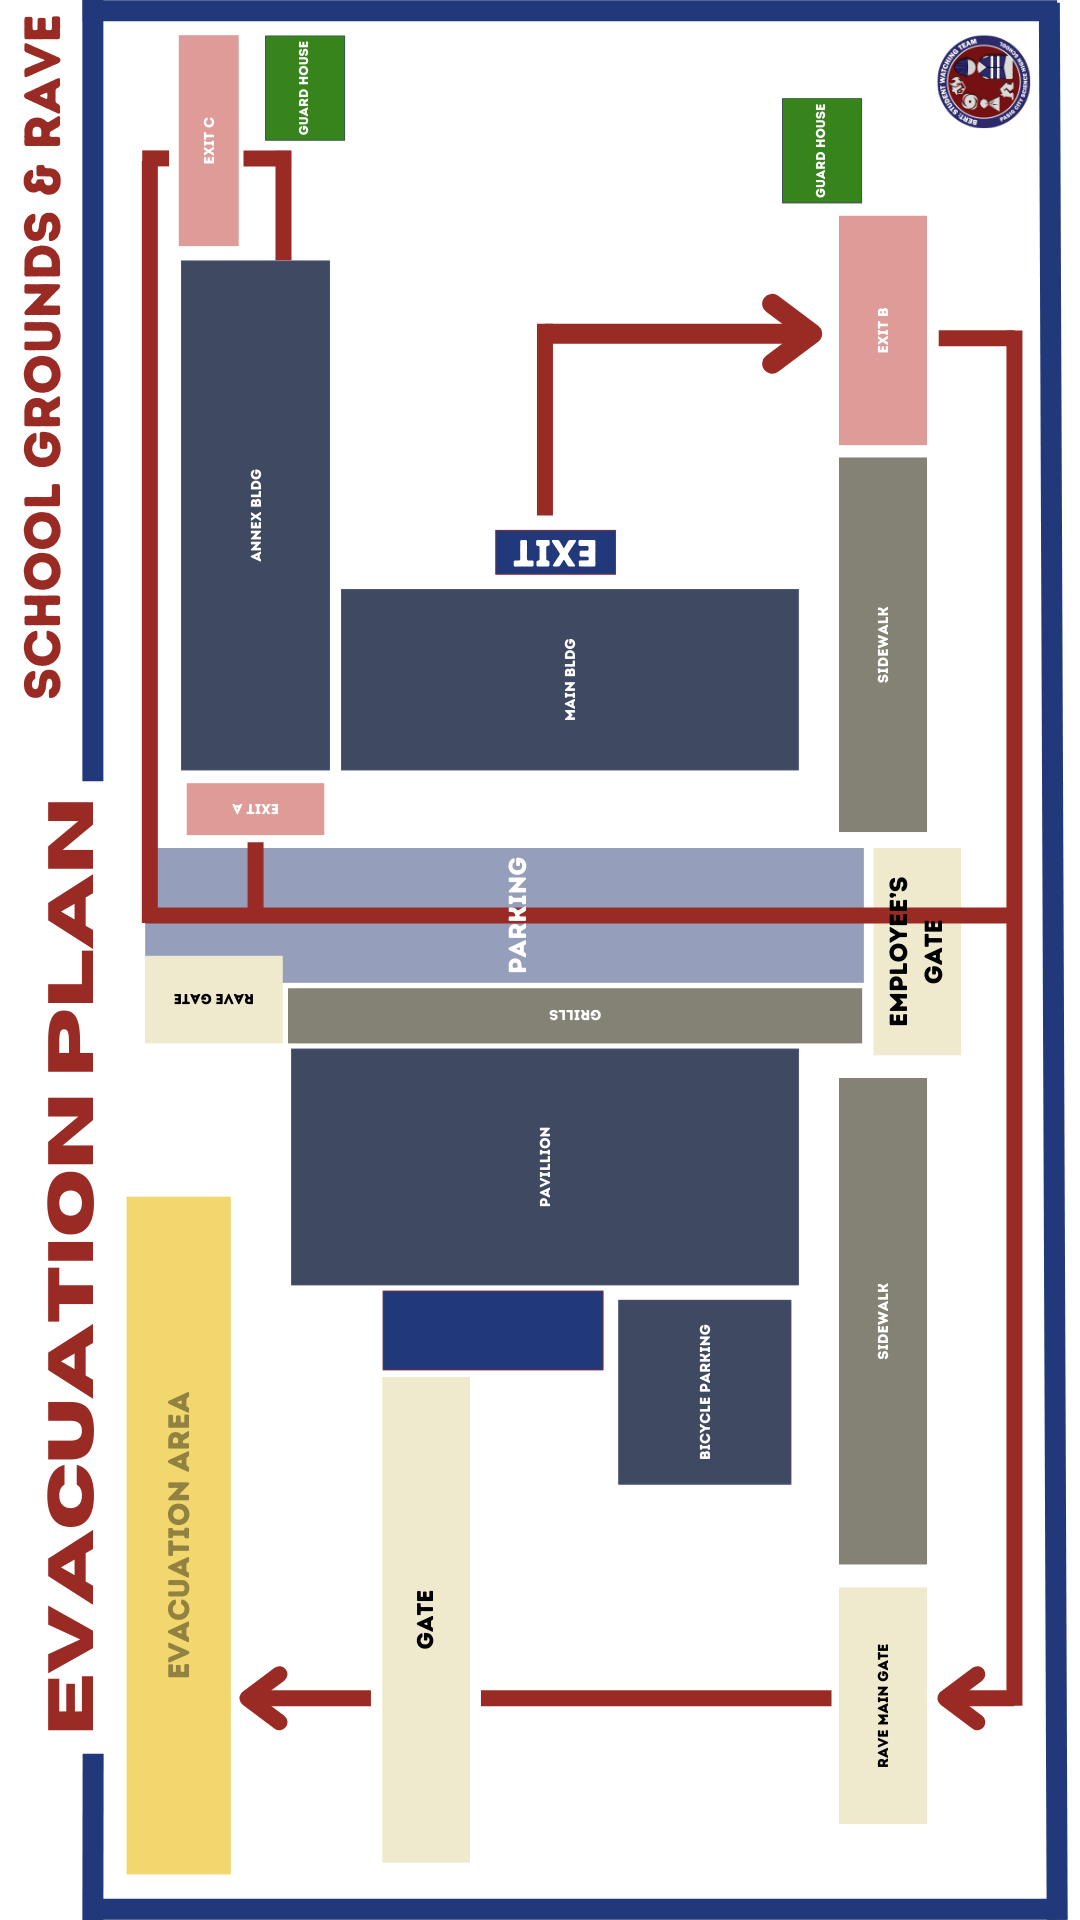 EVACUATION PLAN
SCHOOL GROUNDS & RAVE
EXIT C
GUARD HOUSE
GUARD HOUSE
BERT: STUDENT WATCHING TEAM
PASIG CITY SCIENCE HIGH SCHOOL
EXIT B
ANNEX BLDG
EXIT
MAIN BLDG
SIDEWALK
EXIT A
PARKING
EMPLOYEE'S
GATE
RAVE GATE
GRILLS
PAVILLION
SIDEWALK
BICYCLE PARKING
EVACUATION AREA
GATE
RAVE MAIN GATE